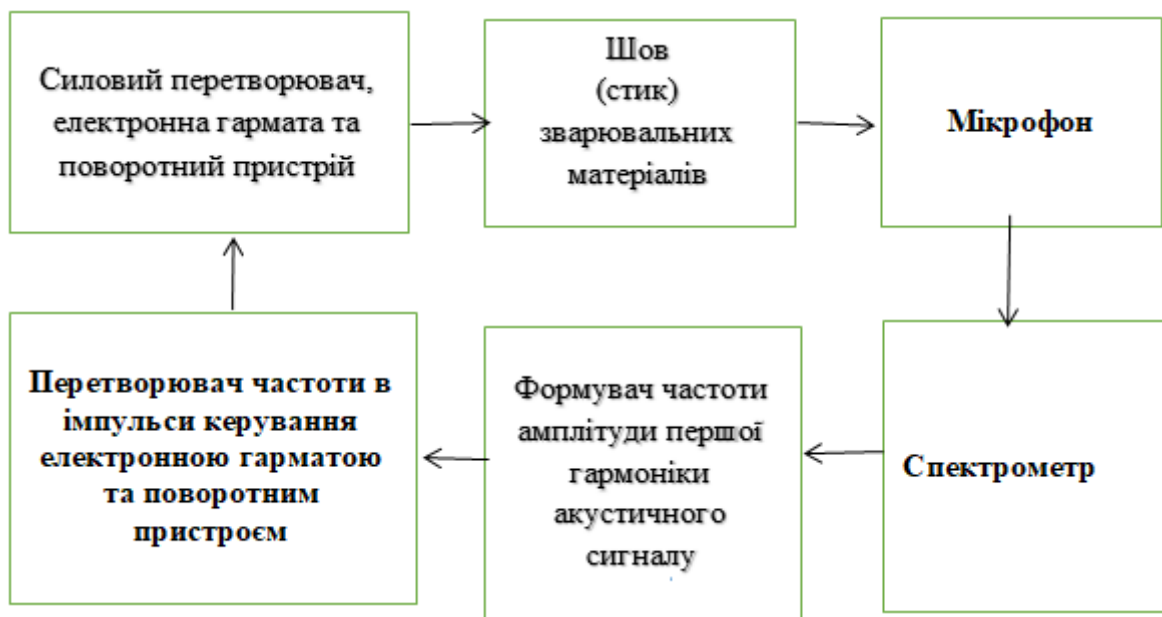 Силовий перетворювач,
електронна гармата та
поворотний пристрій
Шов
(стик)
зварювальних
матеріалів
Мікрофон
Перетворювач частоти в
імпульси керування
електронною гарматою
та поворотним
пристроєм
Формувач частоти
амплітуди першої
гармоніки
акустичного
сигналу
Спектрометр